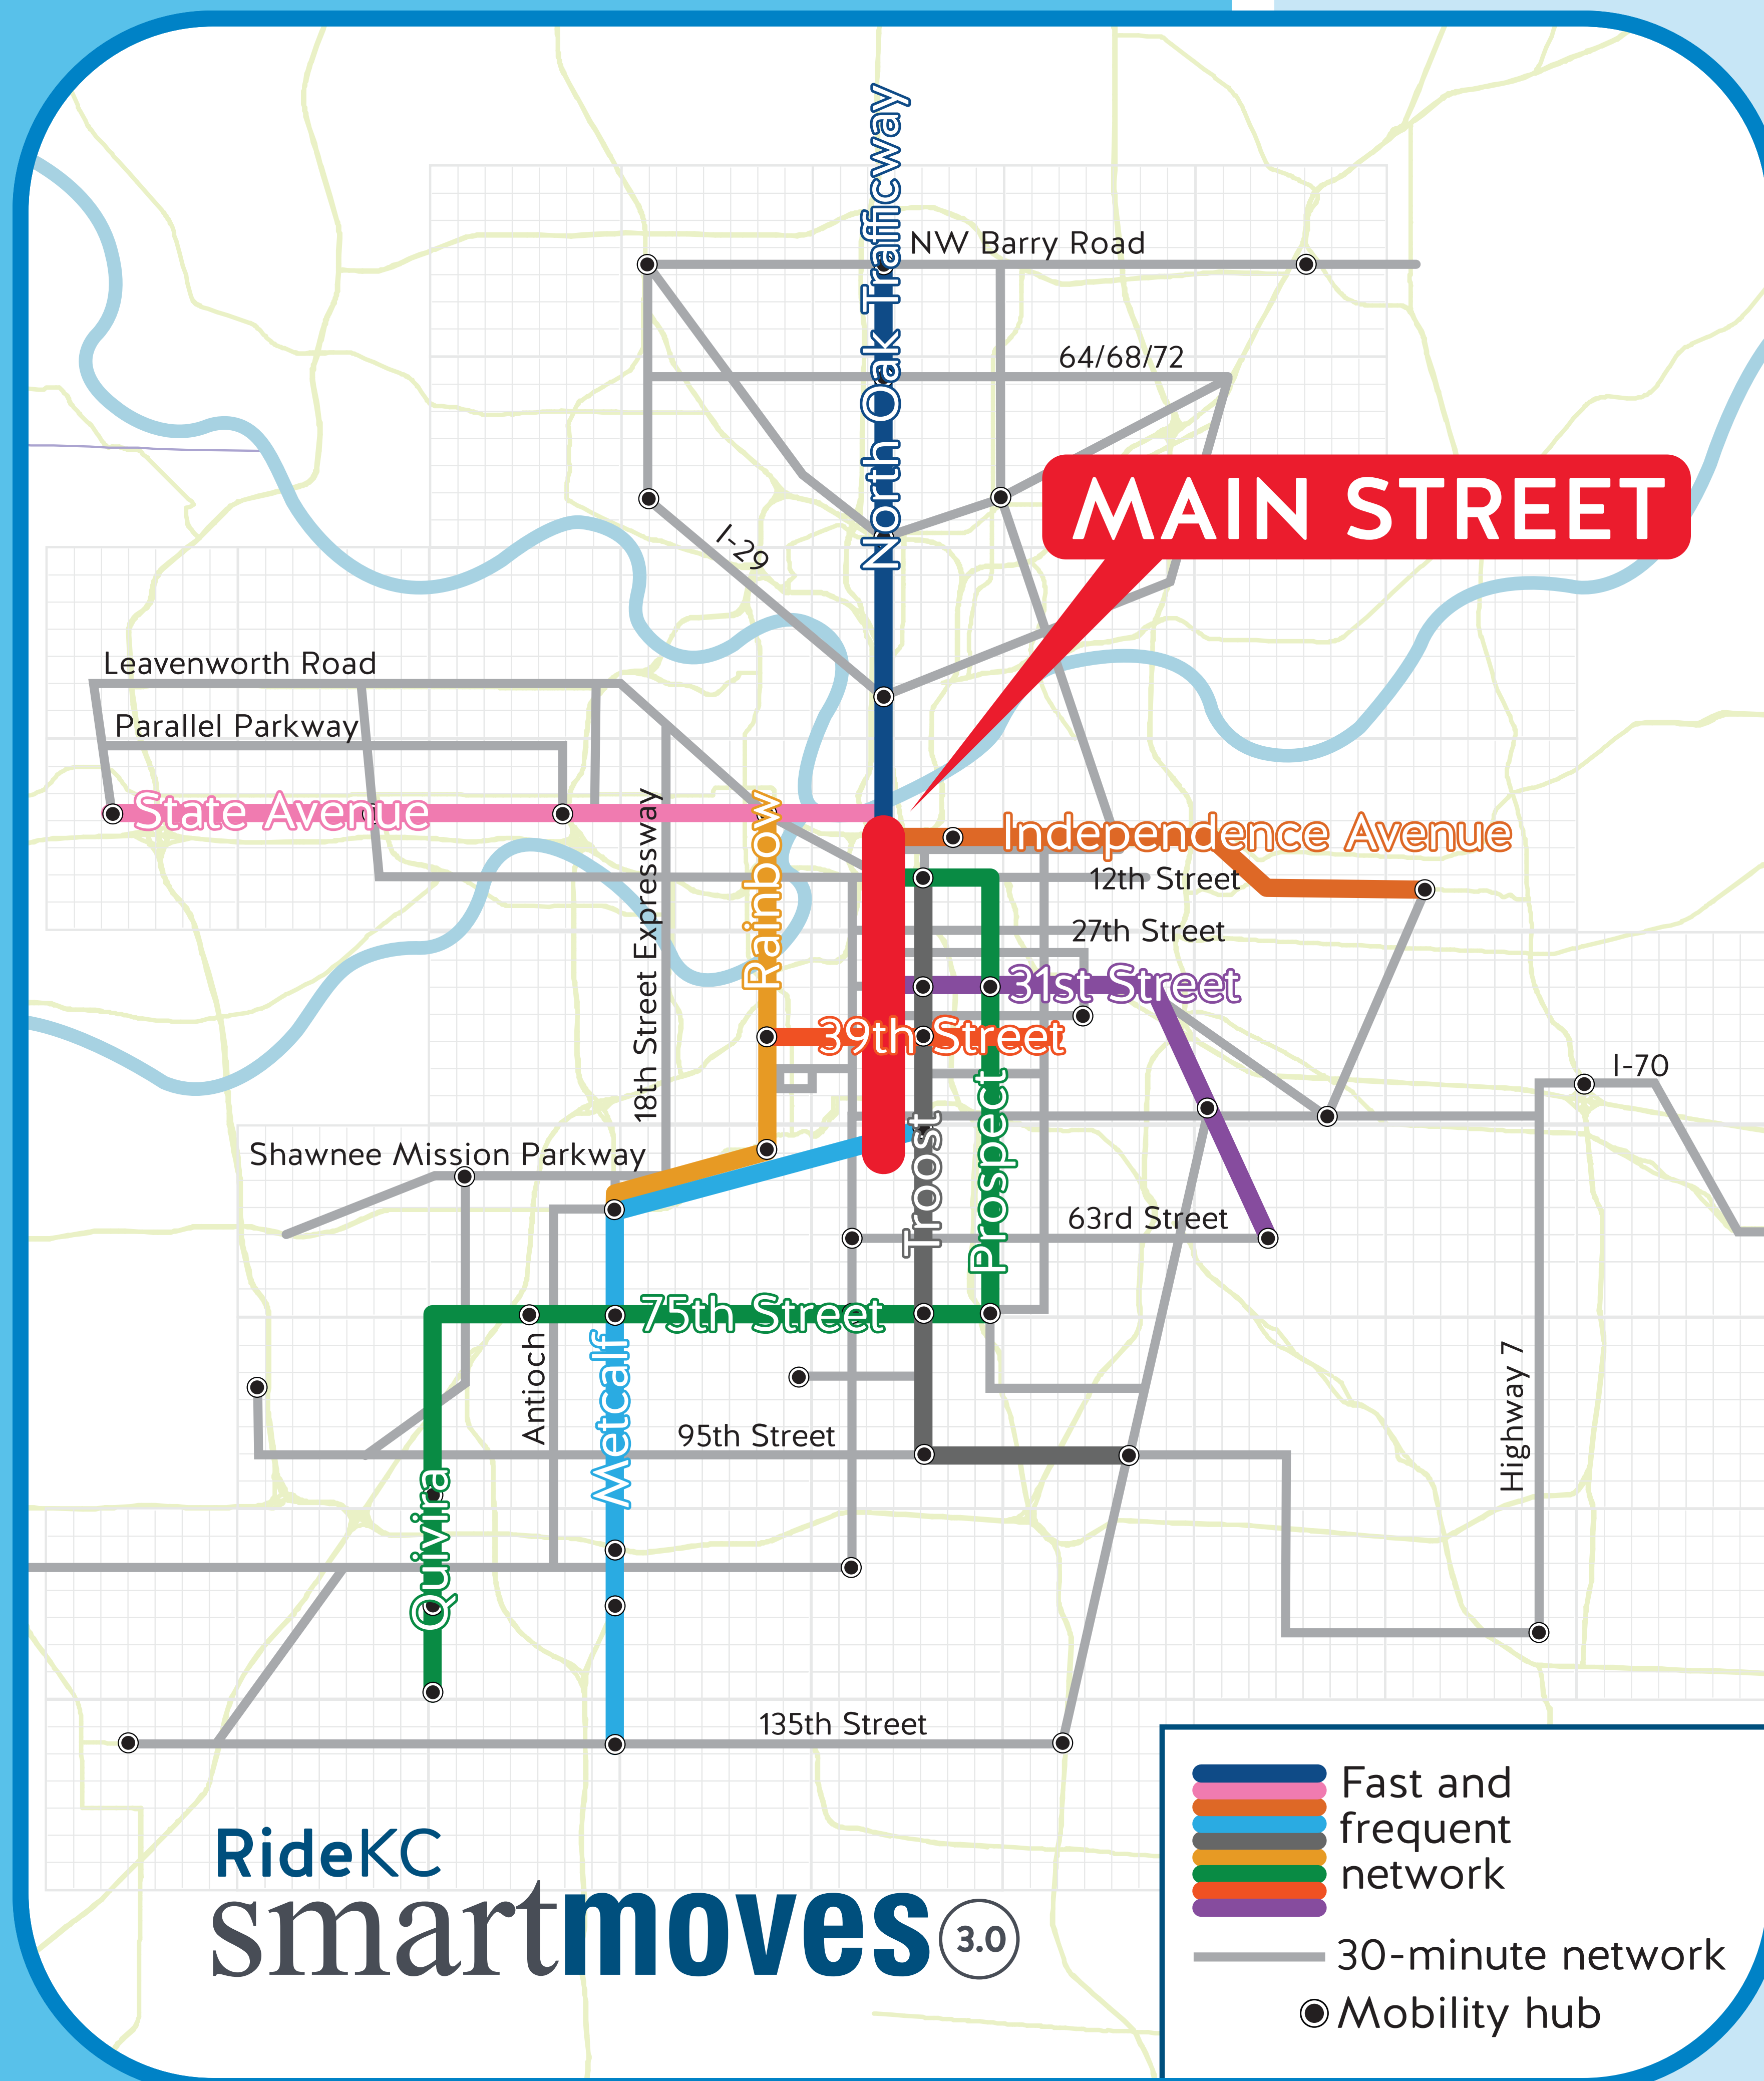 North Oak Trafficway
NW Barry Road
64/68/72
MAIN STREET
I-29
Leavenworth Road
Parallel Parkway
State Avenue
Independence Avenue
Rainbow
18th Street Expressway
12th Street
27th Street
31st Street
39th Street
I-70
Shawnee Mission Parkway
Troost
Prospect
63rd Street
75th Street
Antioch
Metcalf
95th Street
Highway 7
Quivira
135th Street
RideKC
smartmoves 3.0
Fast and
frequent
network
30-minute network
Mobility hub